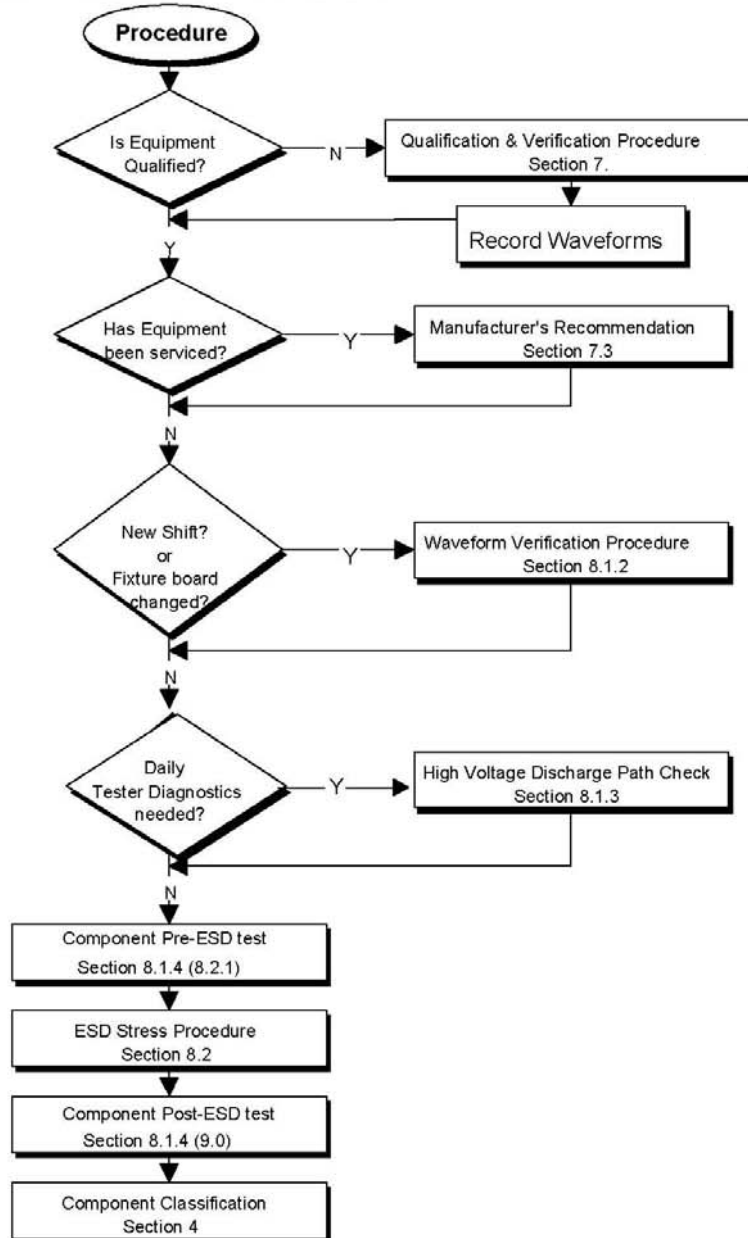 Procedure
Is Equipment
Qualified?
N
Qualification & Verification Procedure
Section 7.
Record Waveforms
Y
Has Equipment
been serviced?
Y
Manufacturer's Recommendation
Section 7.3
N
New Shift?
or
Fixture board
changed?
Y
Waveform Verification Procedure
Section 8.1.2
N
Daily
Tester Diagnostics
needed?
Y
High Voltage Discharge Path Check
Section 8.1.3
N
Component Pre-ESD test
Section 8.1.4 (8.2.1)
ESD Stress Procedure
Section 8.2
Component Post-ESD test
Section 8.1.4 (9.0)
Component Classification
Section 4